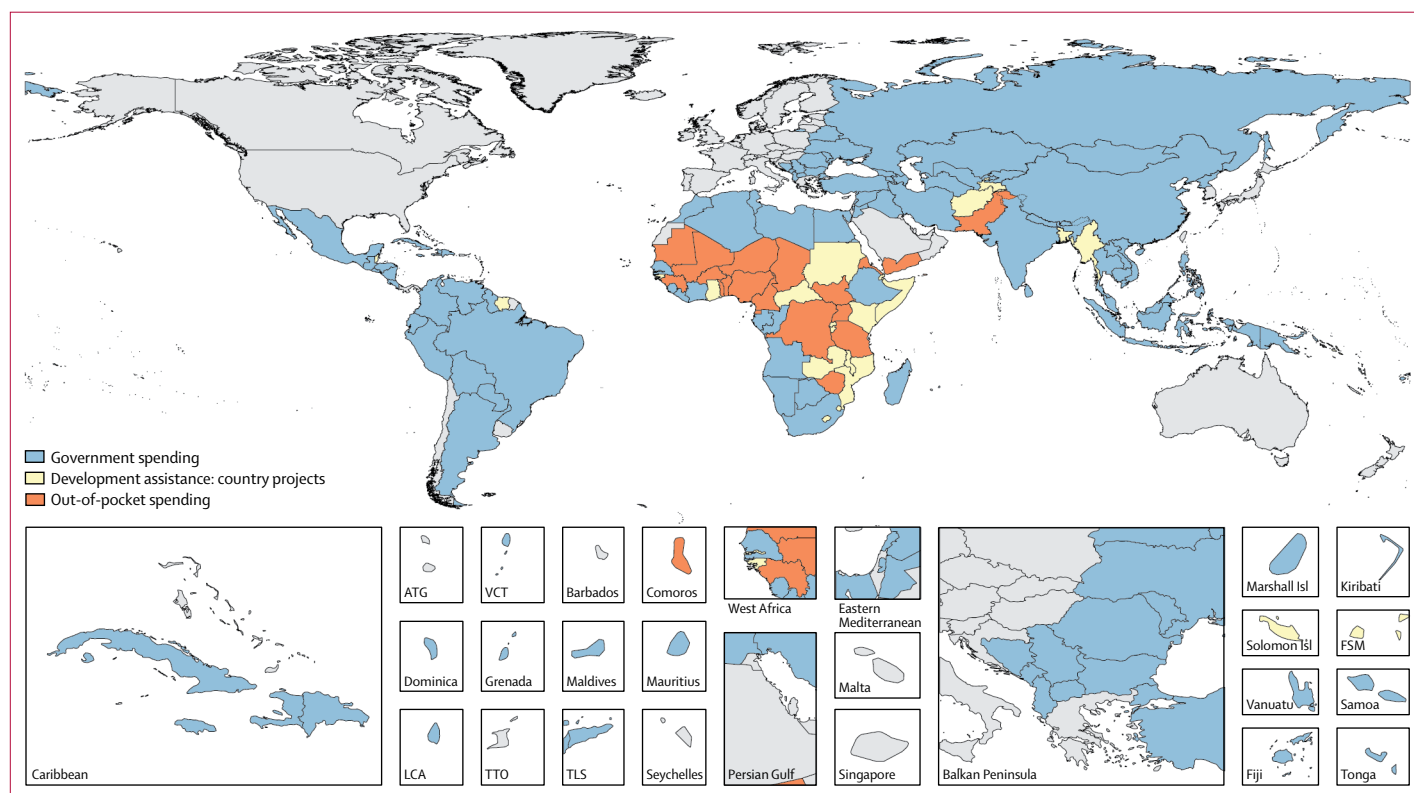 Government spending
Development assistance: country projects
Out-of-pocket spending
Caribbean
ATG
VCT
Barbados
Comoros
West Africa
Eastern
Mediterranean
Marshall Isl
Kiribati
Dominica
Grenada
Maldives
Mauritius
Malta
Solomon Isl
FSM
Vanuatu
Samoa
LCA
TTO
TLS
Seychelles
Persian Gulf
Singapore
Balkan Peninsula
Fiji
Tonga